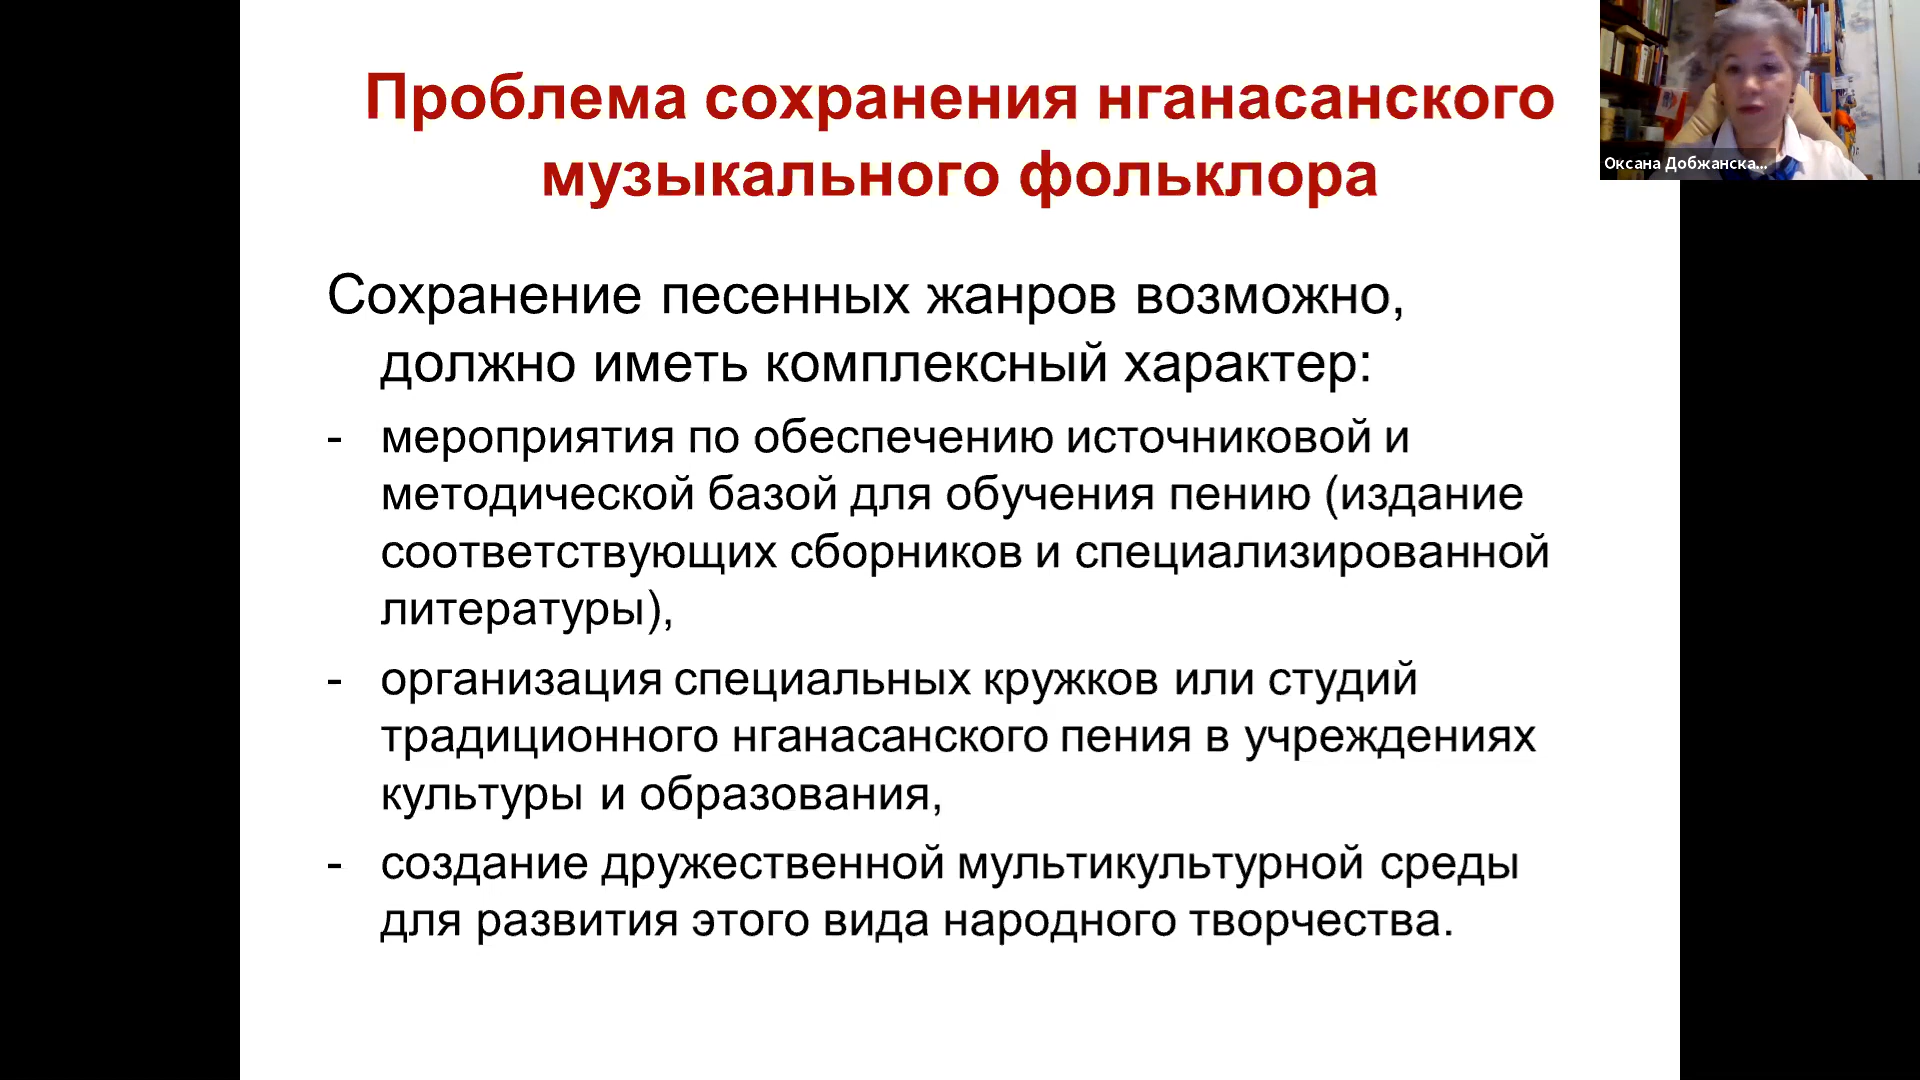 Проблема сохранения нганасанского
музыкального фольклора
Оксана Добжанска...
Сохранение песенных жанров возможно,
должно иметь комплексный характер:
- мероприятия по обеспечению источниковой и
методической базой для обучения пению (издание
соответствующих сборников и специализированной
литературы),
- организация специальных кружков или студий
традиционного нганасанского пения в учреждениях
культуры и образования,
- создание дружественной мультикультурной среды
для развития этого вида народного творчества.